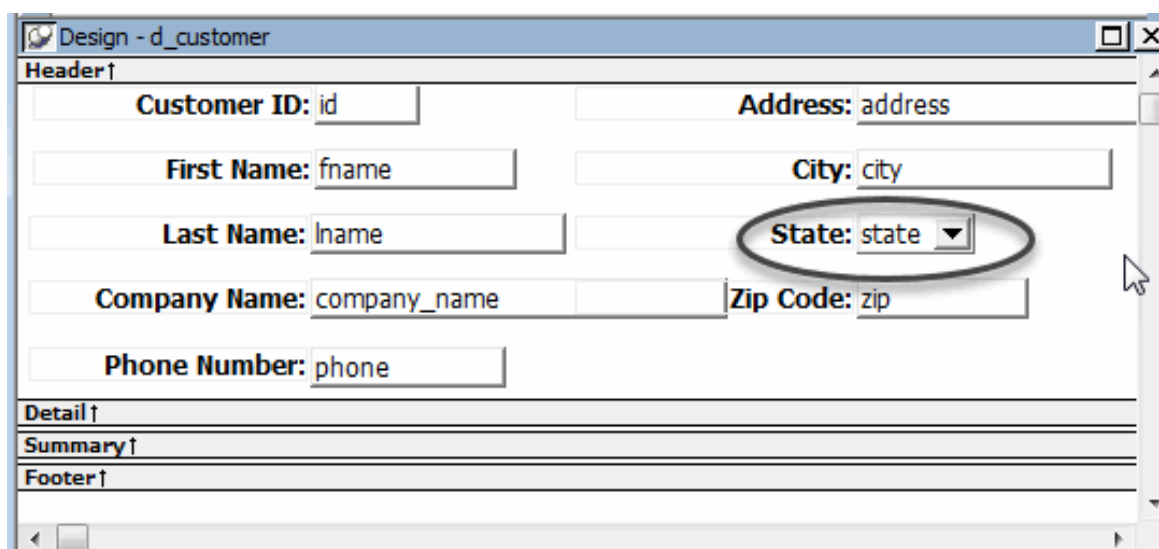 Design - d_customer
Header↑
Customer ID: id Address: address
First Name: fname City: city
Last Name: lname State: state
Company Name: company_name Zip Code: zip
Phone Number: phone
Detail↑
Summary↑
Footer↑